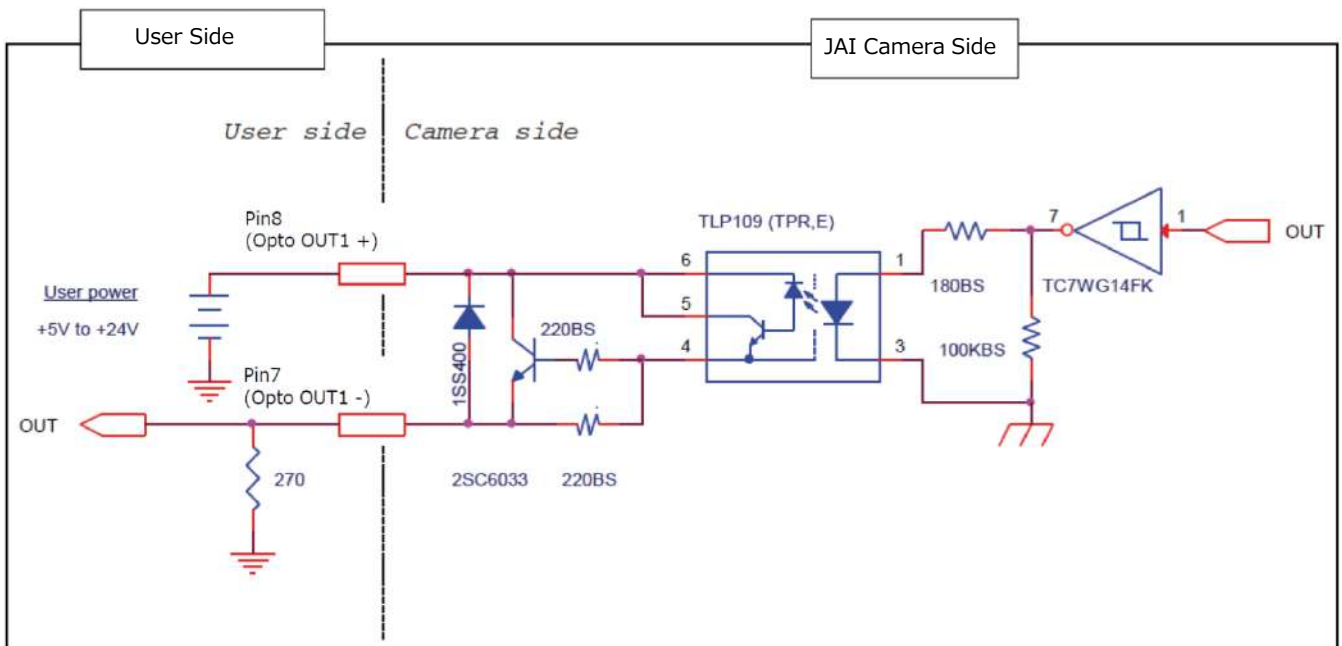 User Side
JAI Camera Side
User side
Camera side
Pin8
(Opto OUT1 +)
TLP109 (TPR,E)
6
5
4
1
3
7
1
OUT
180BS
TC7WG14FK
100KBS
User power
+5V to +24V
1SS400
220BS
Pin7
(Opto OUT1 -)
OUT
270
2SC6033
220BS